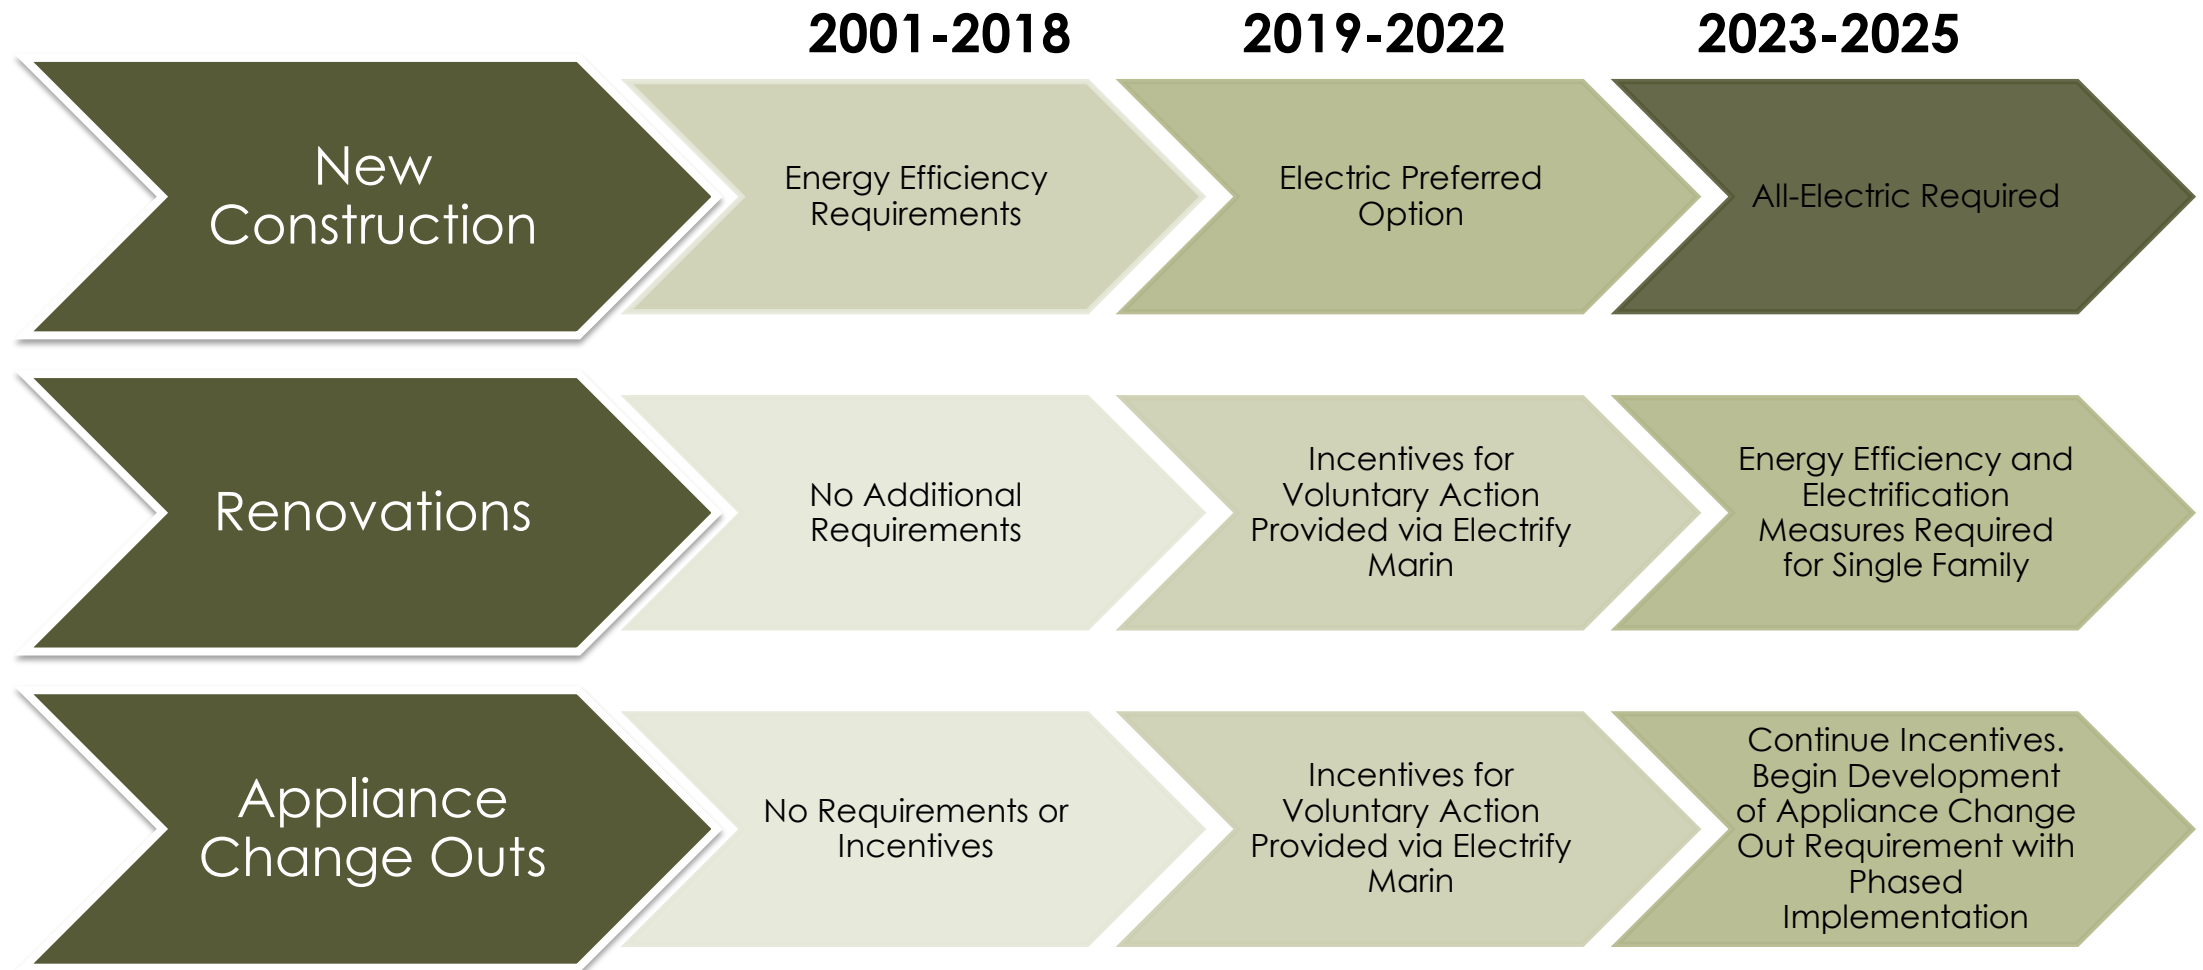 2001-2018
2019-2022
2023-2025
New
Construction
Energy Efficiency
Requirements
Electric Preferred
Option
All-Electric Required
Renovations
No Additional
Requirements
Incentives for
Voluntary Action
Provided via Electrify
Marin
Energy Efficiency and
Electrification
Measures Required
for Single Family
Appliance
Change Outs
No Requirements or
Incentives
Incentives for
Voluntary Action
Provided via Electrify
Marin
Continue Incentives.
Begin Development
of Appliance Change
Out Requirement with
Phased
Implementation